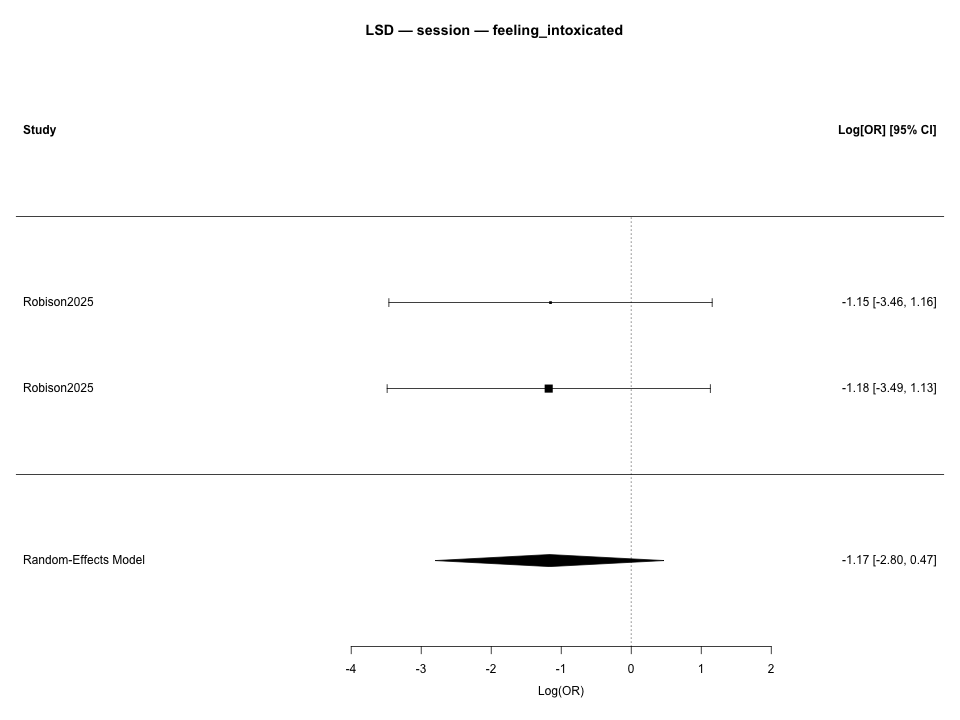 LSD — session — feeling_intoxicated
Study Log[OR] [95% CI]
Robison2025 -1.15 [-3.46, 1.16]
Robison2025 -1.18 [-3.49, 1.13]
Random-Effects Model -1.17 [-2.80, 0.47]
-4 -3 -2 -1 0 1 2
Log(OR)